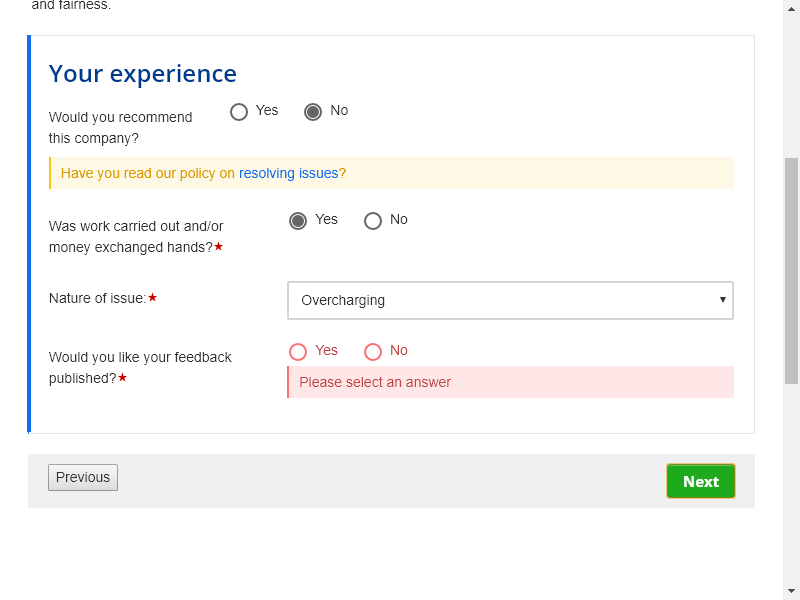 and fairness.
Your experience
Would you recommend
this company?
Yes No
Have you read our policy on resolving issues?
Was work carried out and/or
money exchanged hands?★
Yes No
Nature of issue:★
Overcharging
Would you like your feedback
published?★
Yes No
Please select an answer
Previous
Next